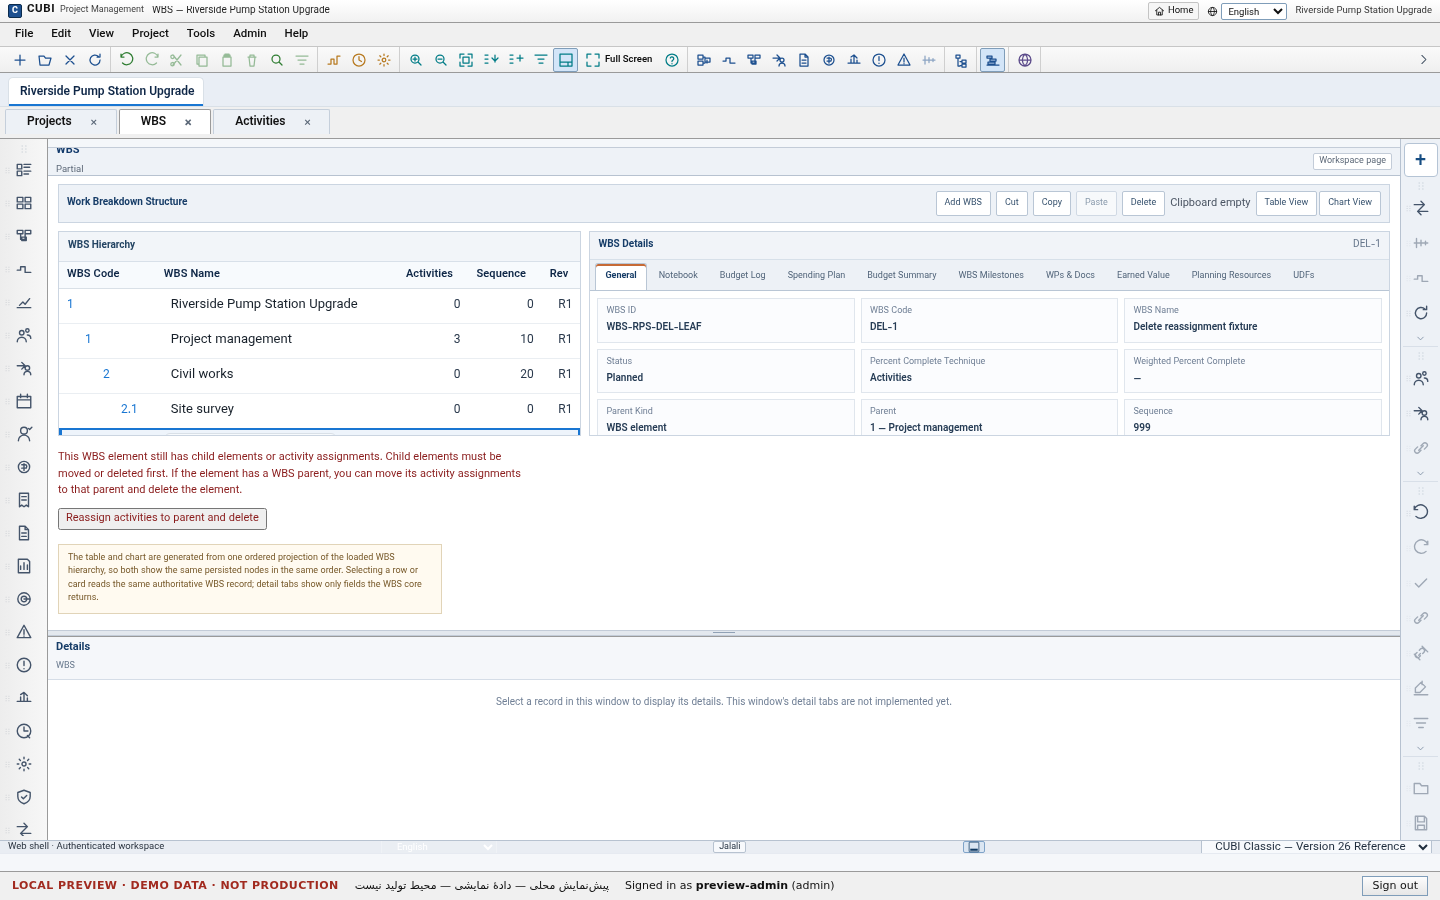 C CUBI Project Management WBS — Riverside Pump Station Upgrade Home English Riverside Pump Station Upgrade
File Edit View Project Tools Admin Help
Full Screen
Riverside Pump Station Upgrade
Projects × WBS × Activities ×
WBS
Partial
Workspace page
Work Breakdown Structure Add WBS Cut Copy Paste Delete Clipboard empty Table View Chart View
WBS Hierarchy
WBS Code WBS Name Activities Sequence Rev
1 Riverside Pump Station Upgrade 0 0 R1
1 Project management 3 10 R1
2 Civil works 0 20 R1
2.1 Site survey 0 0 R1
WBS Details DEL-1
General Notebook Budget Log Spending Plan Budget Summary WBS Milestones WPs & Docs Earned Value Planning Resources UDFs
WBS ID WBS Code WBS Name
WBS-RPS-DEL-LEAF DEL-1 Delete reassignment fixture
Status Percent Complete Technique Weighted Percent Complete
Planned Activities —
Parent Kind Parent Sequence
WBS element 1 — Project management 999
This WBS element still has child elements or activity assignments. Child elements must be
moved or deleted first. If the element has a WBS parent, you can move its activity assignments
to that parent and delete the element.
Reassign activities to parent and delete
The table and chart are generated from one ordered projection of the loaded WBS
hierarchy, so both show the same persisted nodes in the same order. Selecting a row or
card reads the same authoritative WBS record; detail tabs show only fields the WBS core
returns.
Details
WBS
Select a record in this window to display its details. This window's detail tabs are not implemented yet.
Web shell · Authenticated workspace English Jalali CUBI Classic — Version 26 Reference
LOCAL PREVIEW · DEMO DATA · NOT PRODUCTION پیش‌نمایش محلی — دادهٔ نمایشی — محیط تولید نیست Signed in as preview-admin (admin) Sign out